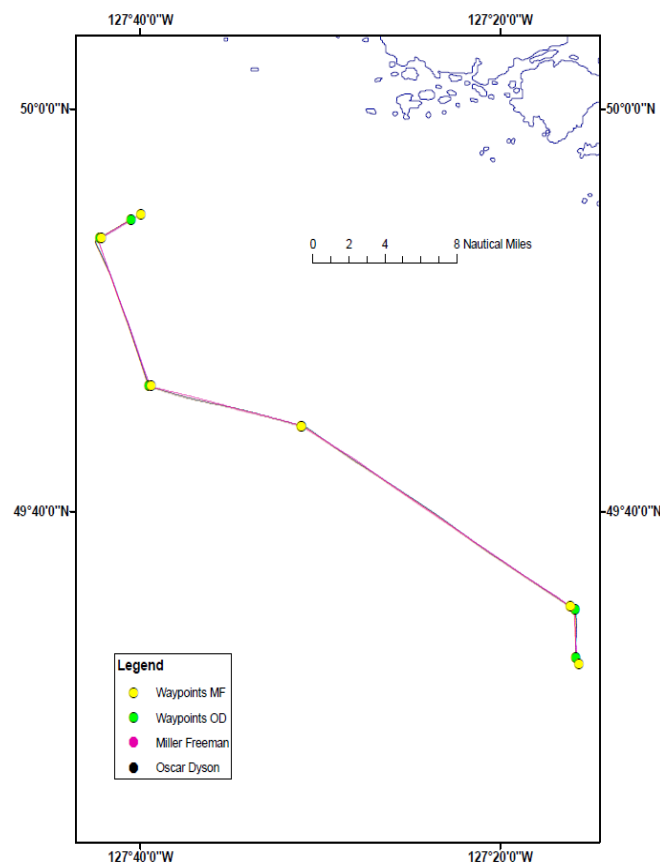 127°40'0"W 127°20'0"W
50°0'0"N 50°0'0"N
0 2 4 8 Nautical Miles
49°40'0"N 49°40'0"N
Legend
Waypoints MF
Waypoints OD
Miller Freeman
Oscar Dyson
127°40'0"W 127°20'0"W